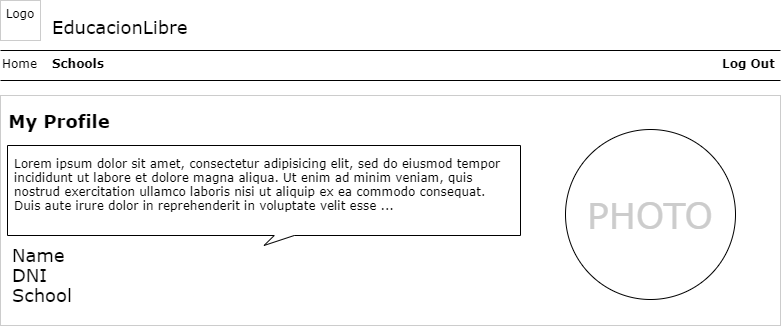 Logo
EducacionLibre
Home Schools Log Out
My Profile
Lorem ipsum dolor sit amet, consectetur adipisicing elit, sed do eiusmod tempor
incididunt ut labore et dolore magna aliqua. Ut enim ad minim veniam, quis
nostrud exercitation ullamco laboris nisi ut aliquip ex ea commodo consequat.
Duis aute irure dolor in reprehenderit in voluptate velit esse ...
PHOTO
Name
DNI
School